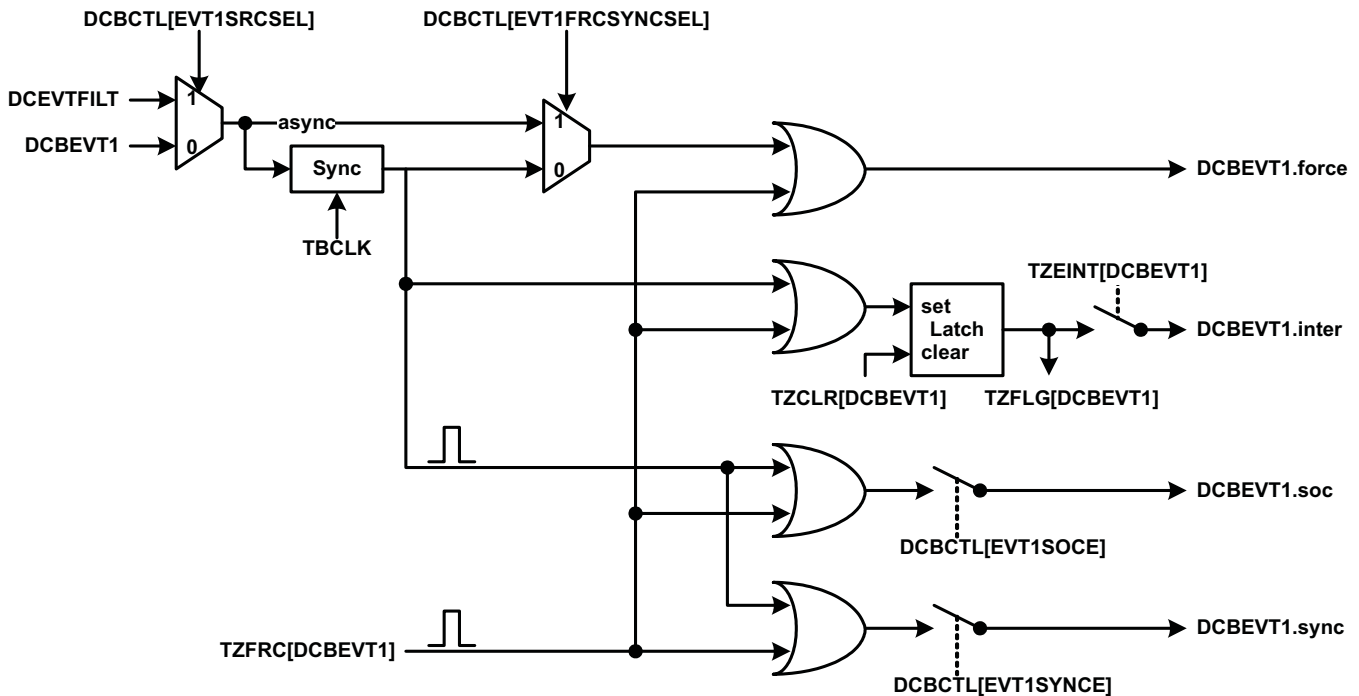 DCBCTL[EVT1SRCSEL]
DCBCTL[EVT1FRCSYNCSEL]
DCEVTFILT
1
DCBEVT1
0
async
1
0
Sync
TBCLK
DCBEVT1.force
TZEINT[DCBEVT1]
set
Latch
clear
DCBEVT1.inter
TZCLR[DCBEVT1]
TZFLG[DCBEVT1]
DCBEVT1.soc
DCBCTL[EVT1SOCE]
DCBEVT1.sync
TZFRC[DCBEVT1]
DCBCTL[EVT1SYNCE]